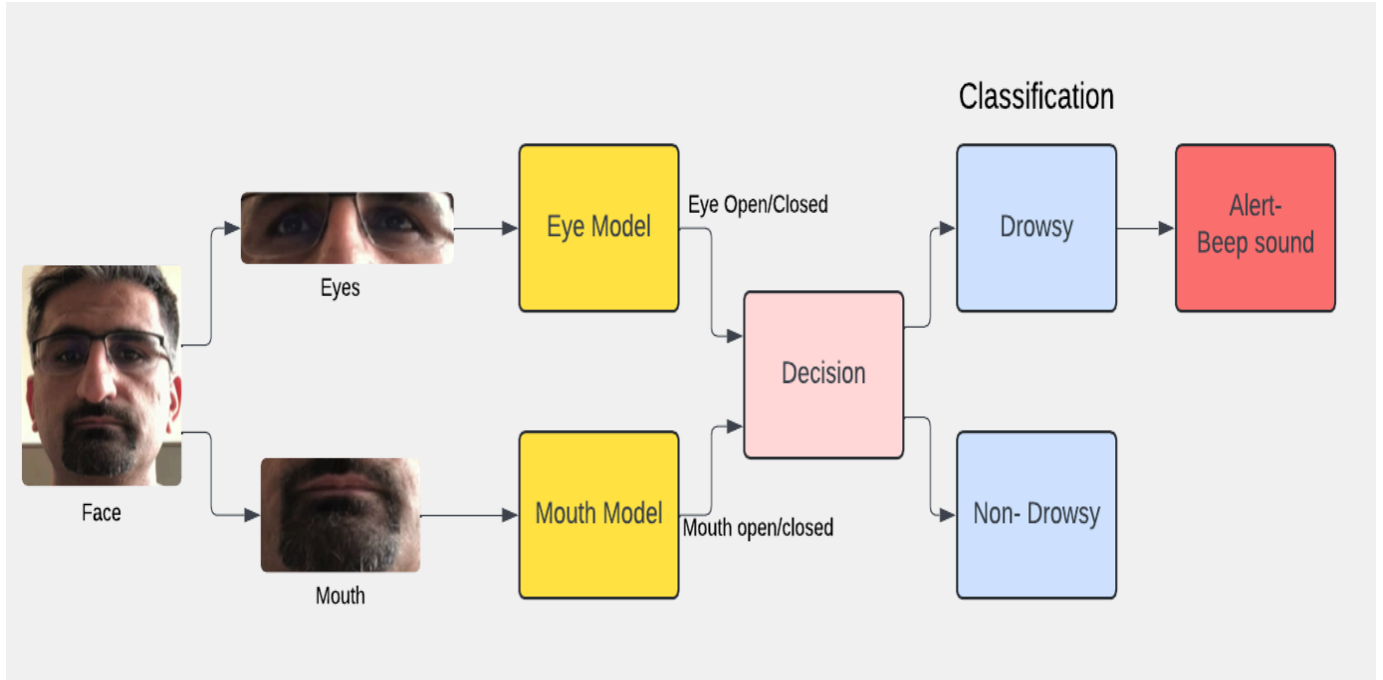 Classification
Eye Model
Eye Open/Closed
Drowsy
Alert-
Beep sound
Eyes
Decision
Face
Mouth Model
Mouth open/closed
Non- Drowsy
Mouth